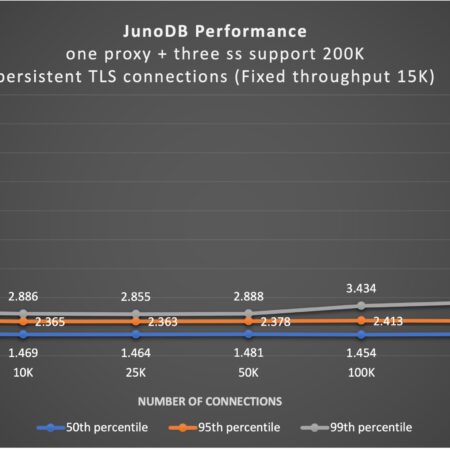 JunoDB Performance
one proxy + three ss support 200K
persistent TLS connections (Fixed throughput 15K)
2.886 2.855 2.888 3.434
2.365 2.363 2.378 2.413
1.469 1.464 1.481 1.454
10K 25K 50K 100K
NUMBER OF CONNECTIONS
50th percentile 95th percentile 99th percentile